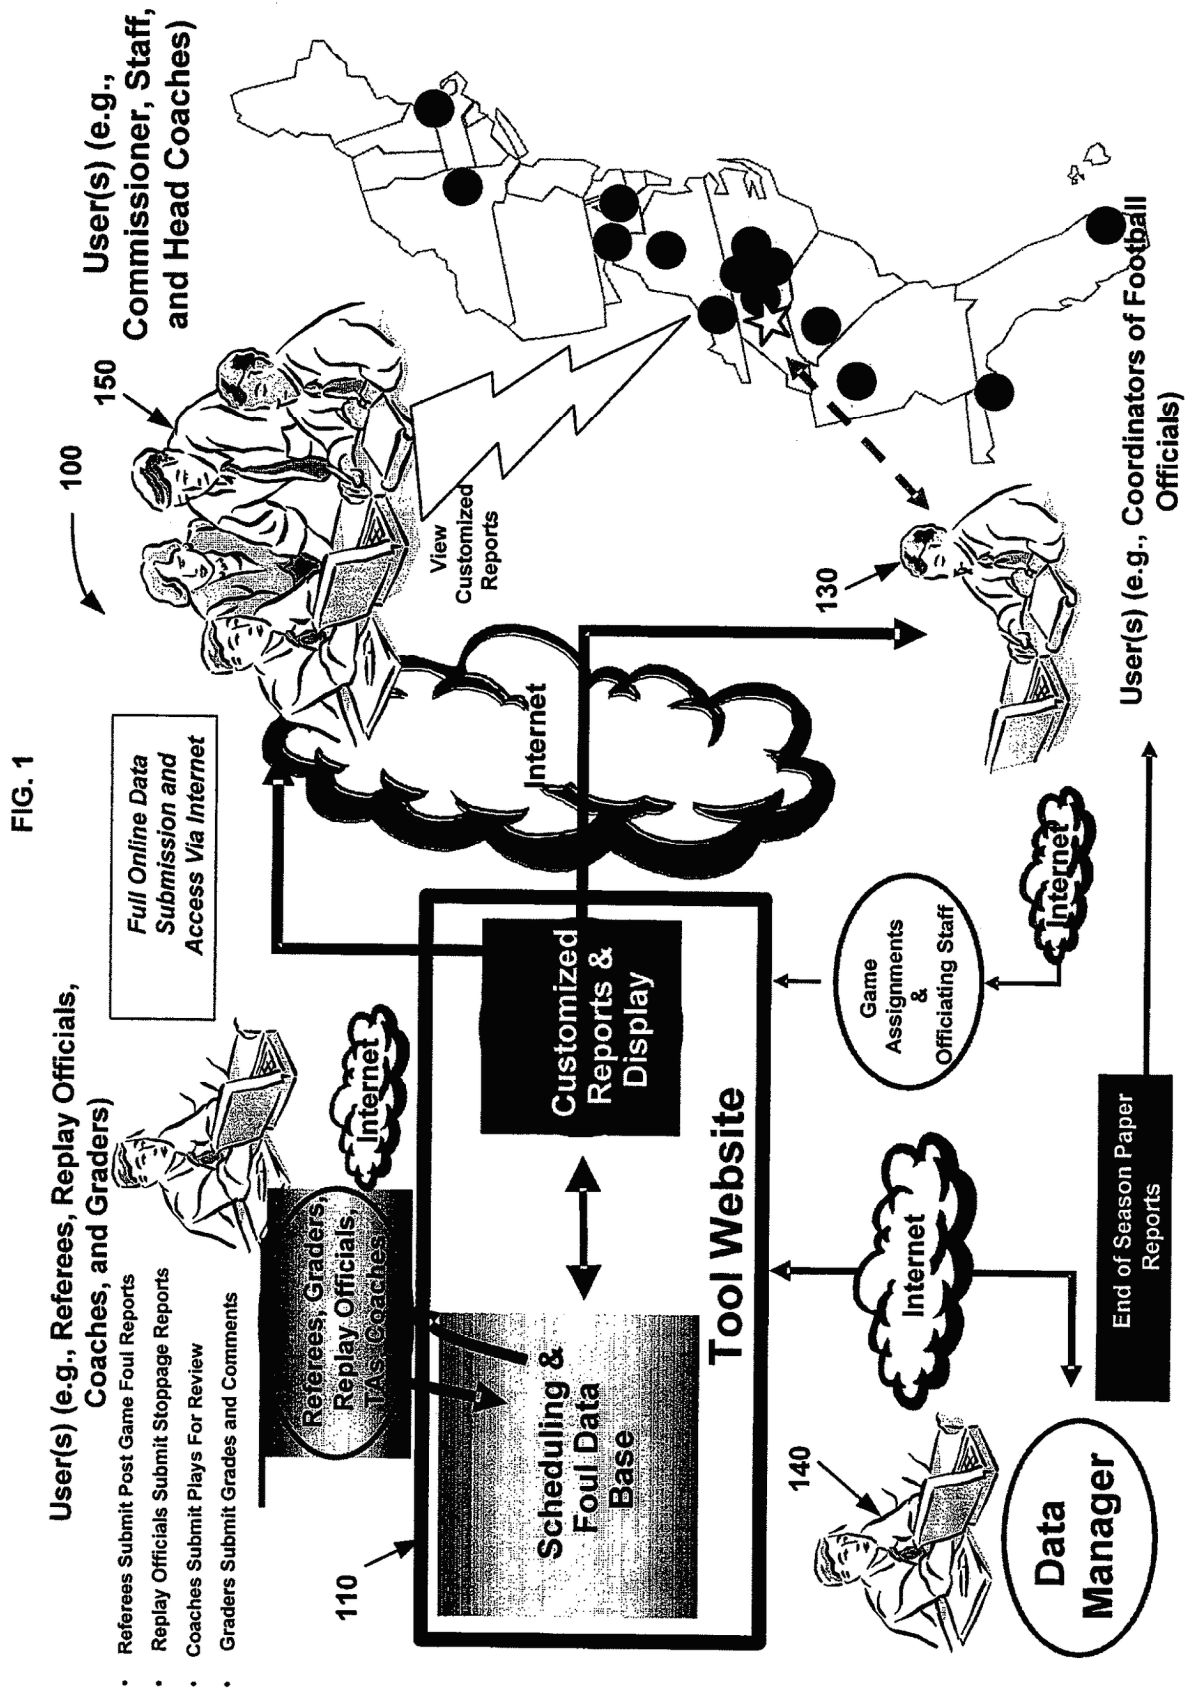 FIG. 1
User(s) (e.g., Referees, Replay Officials,
Coaches, and Graders)
• Referees Submit Post Game Foul Reports
• Replay Officials Submit Stoppage Reports
• Coaches Submit Plays For Review
• Graders Submit Grades and Comments
Full Online Data
Submission and
Access Via Internet
100
150
User(s) (e.g.,
Commissioner, Staff,
and Head Coaches)
Referees, Graders,
Replay Officials,
TAs, Coaches
Internet
110
Scheduling &
Foul Data
Base
Customized
Reports &
Display
Tool Website
Internet
View
Customized
Reports
130
User(s) (e.g., Coordinators of Football
Officials)
Game
Assignments
&
Officiating Staff
Internet
Internet
140
Data
Manager
End of Season Paper
Reports